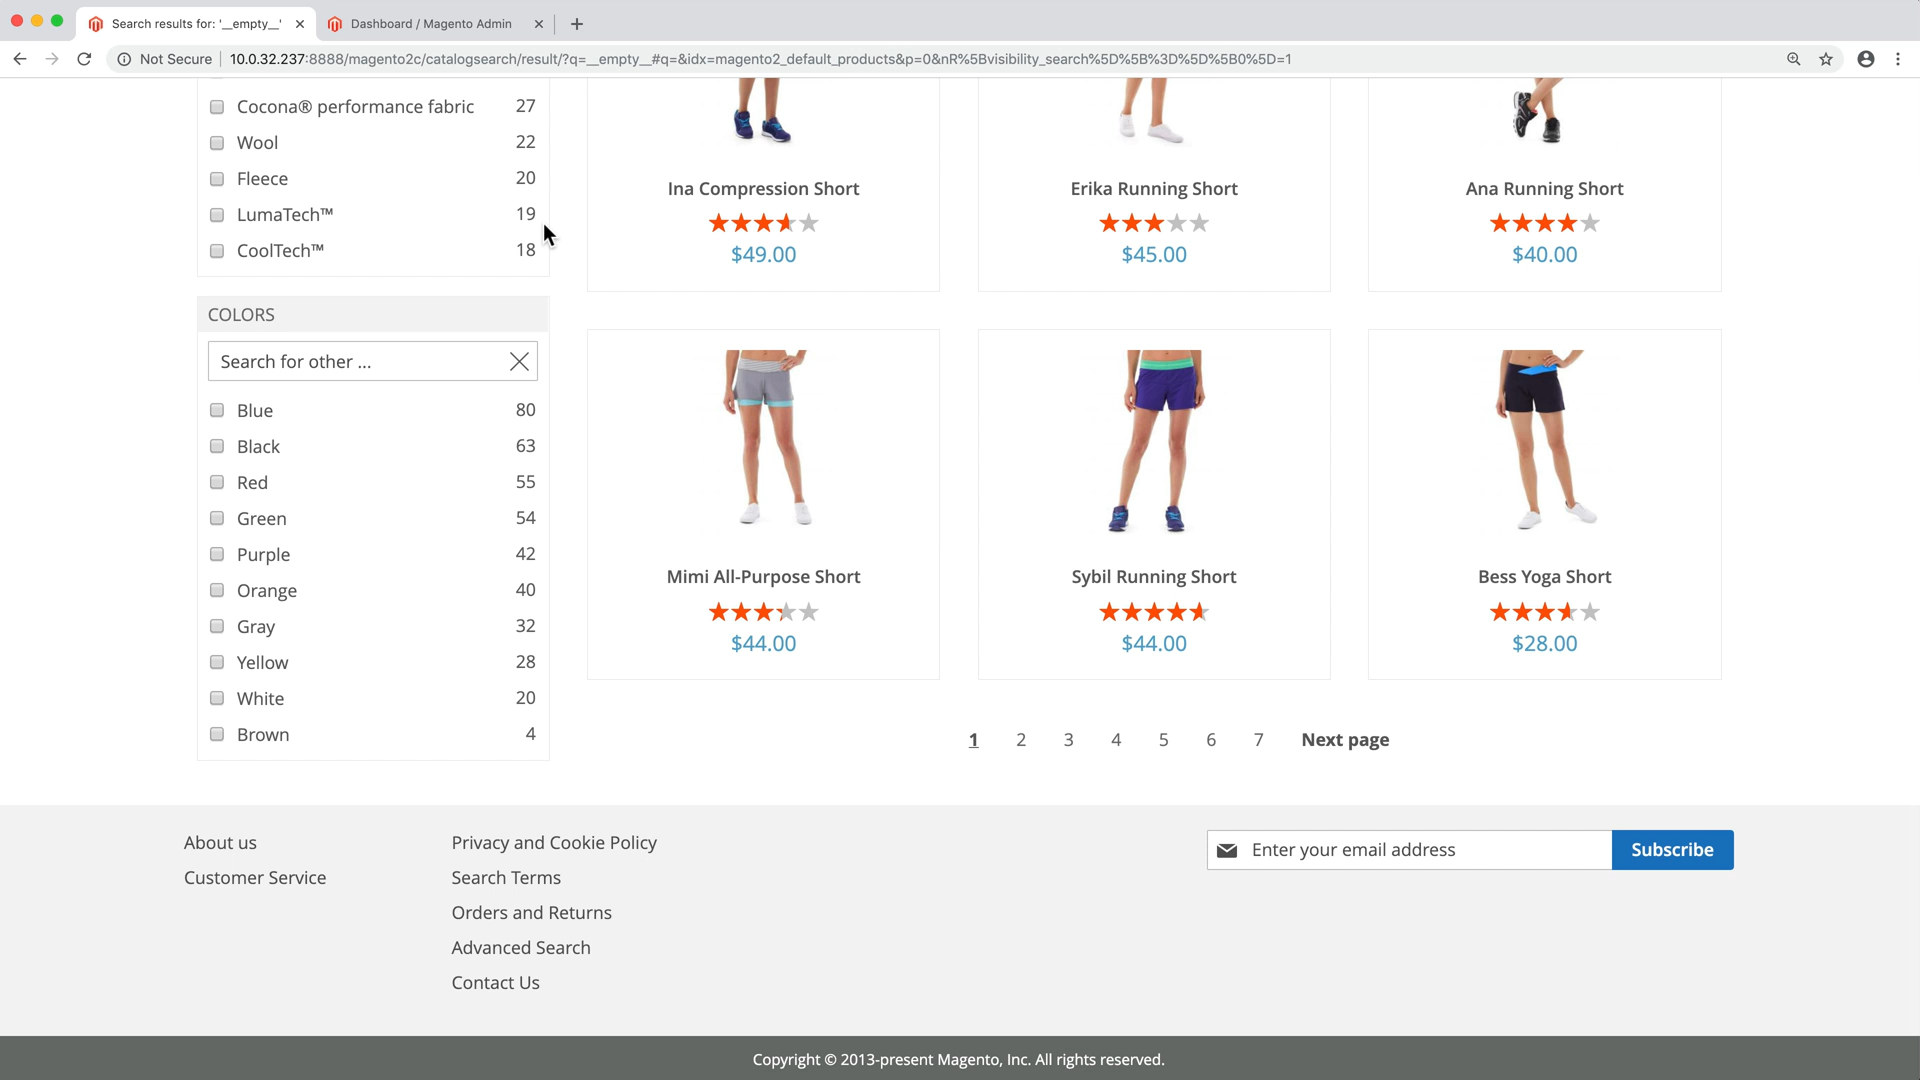 Search results for: '__empty__'
Dashboard / Magento Admin
Not Secure
10.0.32.237:8888/magento2c/catalogsearch/result/?q=__empty__#q=&idx=magento2_default_products&p=0&nR%5Bvisibility_search%5D%5B%3D%5D%5B0%5D=1
Cocona® performance fabric 27
Wool 22
Fleece 20
LumaTech™ 19
CoolTech™ 18
COLORS
Search for other ...
Blue 80
Black 63
Red 55
Green 54
Purple 42
Orange 40
Gray 32
Yellow 28
White 20
Brown 4
Ina Compression Short
$49.00
Erika Running Short
$45.00
Ana Running Short
$40.00
Mimi All-Purpose Short
$44.00
Sybil Running Short
$44.00
Bess Yoga Short
$28.00
1 2 3 4 5 6 7 Next page
About us
Customer Service
Privacy and Cookie Policy
Search Terms
Orders and Returns
Advanced Search
Contact Us
Enter your email address
Subscribe
Copyright © 2013-present Magento, Inc. All rights reserved.